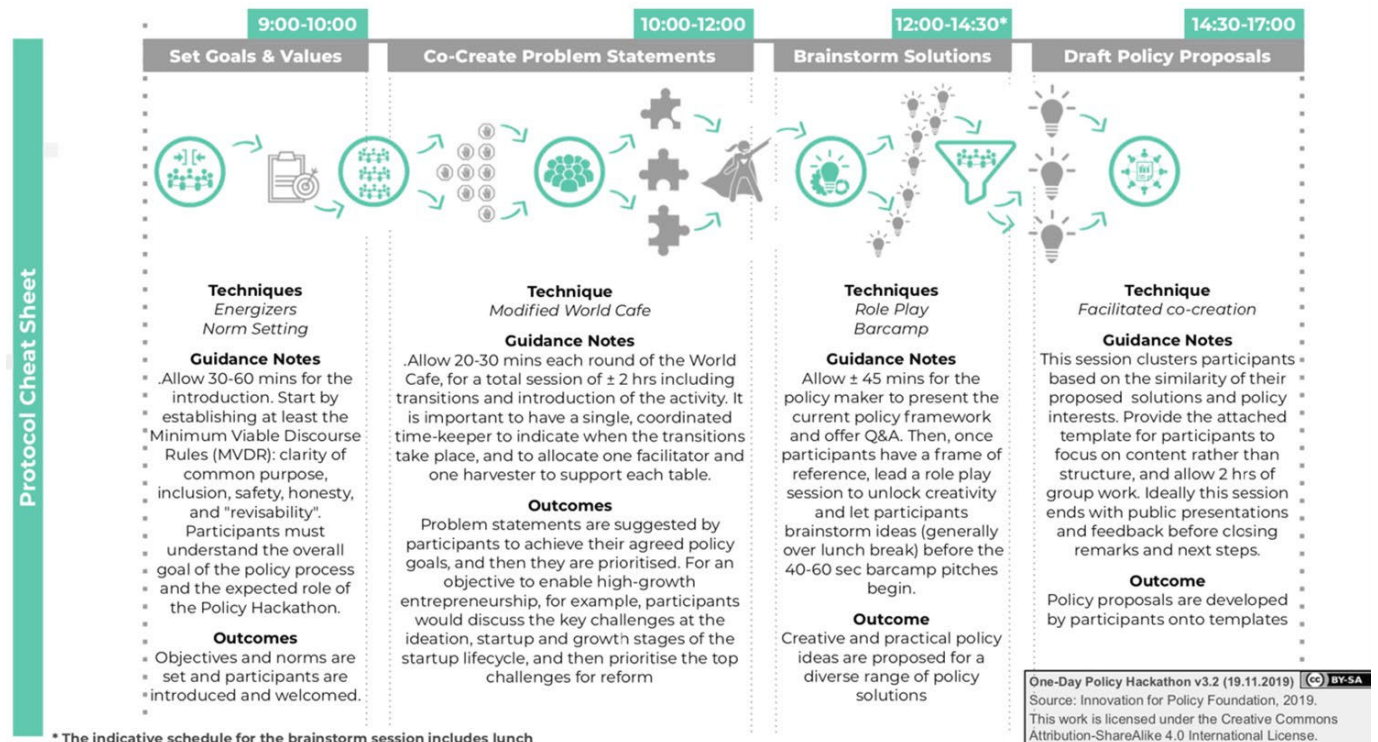 Protocol Cheat Sheet
9:00-10:00
Set Goals & Values
Techniques
Energizers
Norm Setting
Guidance Notes
.Allow 30-60 mins for the
introduction. Start by
establishing at least the
Minimum Viable Discourse
Rules (MVDR): clarity of
common purpose,
inclusion, safety, honesty,
and "revisability".
Participants must
understand the overall
goal of the policy process
and the expected role of
the Policy Hackathon.
Outcomes
Objectives and norms are
set and participants are
introduced and welcomed.
10:00-12:00
Co-Create Problem Statements
Technique
Modified World Cafe
Guidance Notes
.Allow 20-30 mins each round of the World
Cafe, for a total session of ± 2 hrs including
transitions and introduction of the activity. It
is important to have a single, coordinated
time-keeper to indicate when the transitions
take place, and to allocate one facilitator and
one harvester to support each table.
Outcomes
Problem statements are suggested by
participants to achieve their agreed policy
goals, and then they are prioritised. For an
objective to enable high-growth
entrepreneurship, for example, participants
would discuss the key challenges at the
ideation, startup and growth stages of the
startup lifecycle, and then prioritise the top
challenges for reform
12:00-14:30*
Brainstorm Solutions
Techniques
Role Play
Barcamp
Guidance Notes
Allow ± 45 mins for the
policy maker to present the
current policy framework
and offer Q&A. Then, once
participants have a frame of
reference, lead a role play
session to unlock creativity
and let participants
brainstorm ideas (generally
over lunch break) before the
40-60 sec barcamp pitches
begin.
Outcome
Creative and practical policy
ideas are proposed for a
diverse range of policy
solutions
14:30-17:00
Draft Policy Proposals
Technique
Facilitated co-creation
Guidance Notes
This session clusters participants
based on the similarity of their
proposed solutions and policy
interests. Provide the attached
template for participants to
focus on content rather than
structure, and allow 2 hrs of
group work. Ideally this session
ends with public presentations
and feedback before closing
remarks and next steps.
Outcome
Policy proposals are developed
by participants onto templates
* The indicative schedule for the brainstorm session includes lunch
One-Day Policy Hackathon v3.2 (19.11.2019) CC BY-SA
Source: Innovation for Policy Foundation, 2019.
This work is licensed under the Creative Commons
Attribution-ShareAlike 4.0 International License.